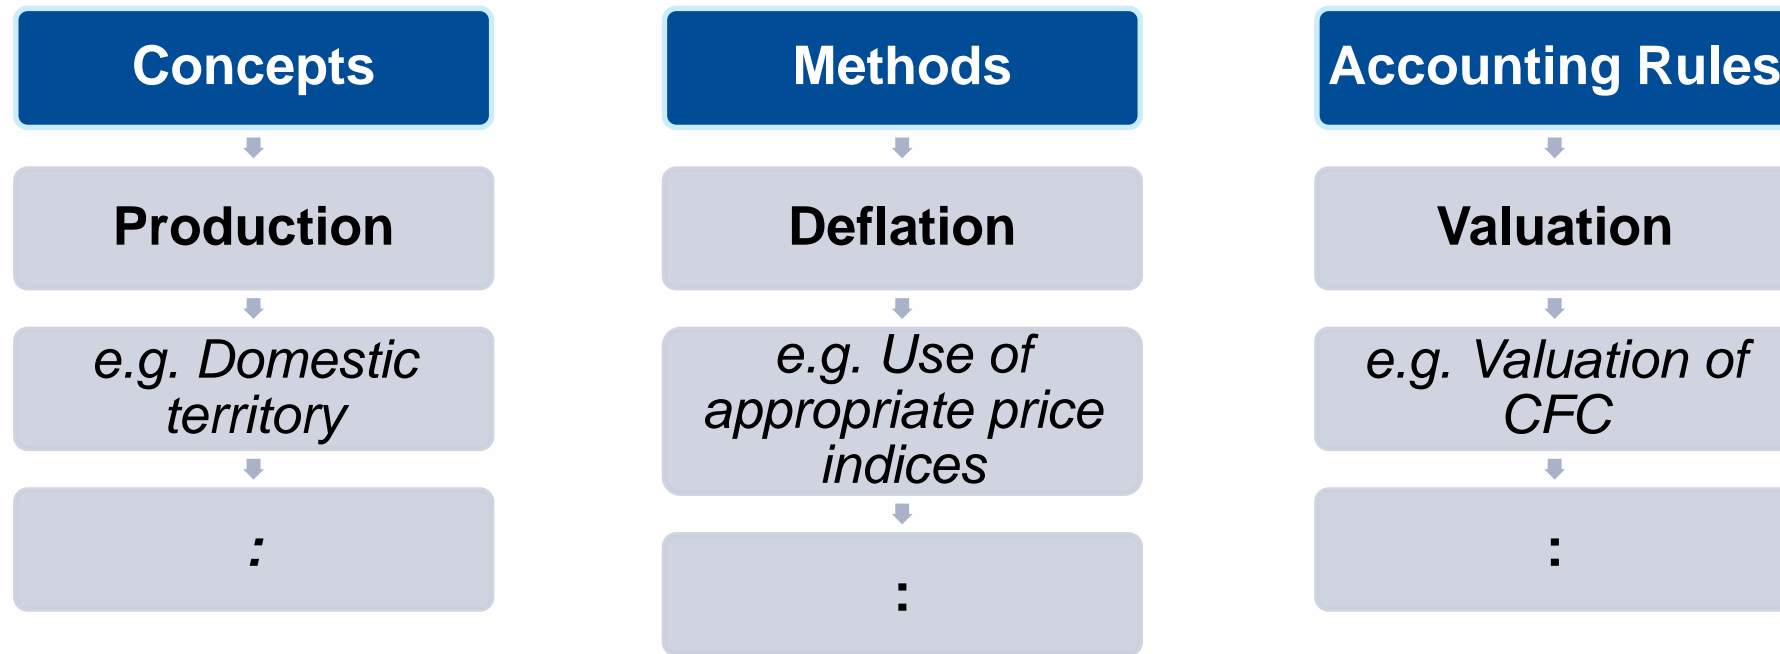 Concepts
Production
e.g. Domestic
territory
:
Methods
Deflation
e.g. Use of
appropriate price
indices
:
Accounting Rules
Valuation
e.g. Valuation of
CFC
: